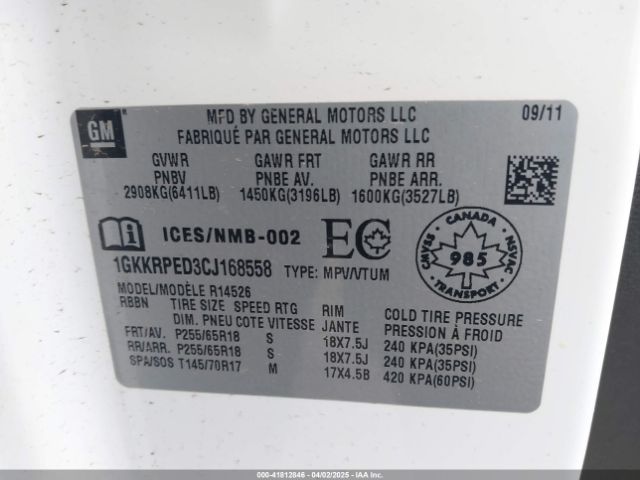 GM
MFD BY GENERAL MOTORS LLC 09/11
FABRIQUÉ PAR GENERAL MOTORS LLC
GVWR GAWR FRT GAWR RR
PNBV PNBE AV. PNBE ARR.
2908KG(6411LB) 1450KG(3196LB) 1600KG(3527LB)
ICES/NMB-002 EC
CANADA
CMVSS 985 NSVAC
TRANSPORT
1GKKRPED3CJ168558 TYPE: MPV/VTUM
MODEL/MODÈLE R14526
RBBN TIRE SIZE SPEED RTG RIM COLD TIRE PRESSURE
DIM. PNEU COTE VITESSE JANTE PRESSION À FROID
FRT/AV. P255/65R18 S 18X7.5J 240 KPA(35PSI)
RR/ARR. P255/65R18 S 18X7.5J 240 KPA(35PSI)
SPA/SOS T145/70R17 M 17X4.5B 420 KPA(60PSI)
000-41812846 - 04/02/2025 - IAA Inc.